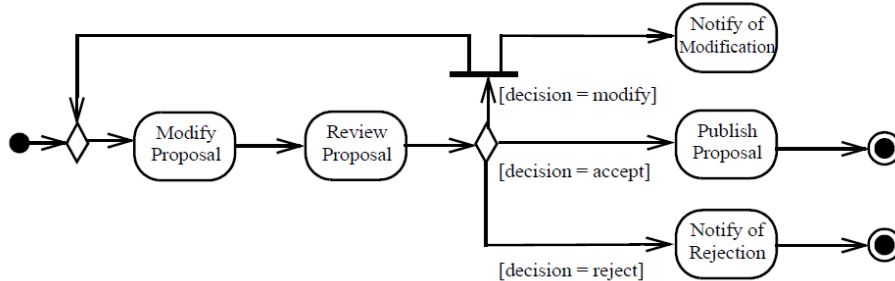 Notify of
Modification
[decision = modify]
Modify
Proposal
Review
Proposal
Publish
Proposal
[decision = accept]
Notify of
Rejection
[decision = reject]